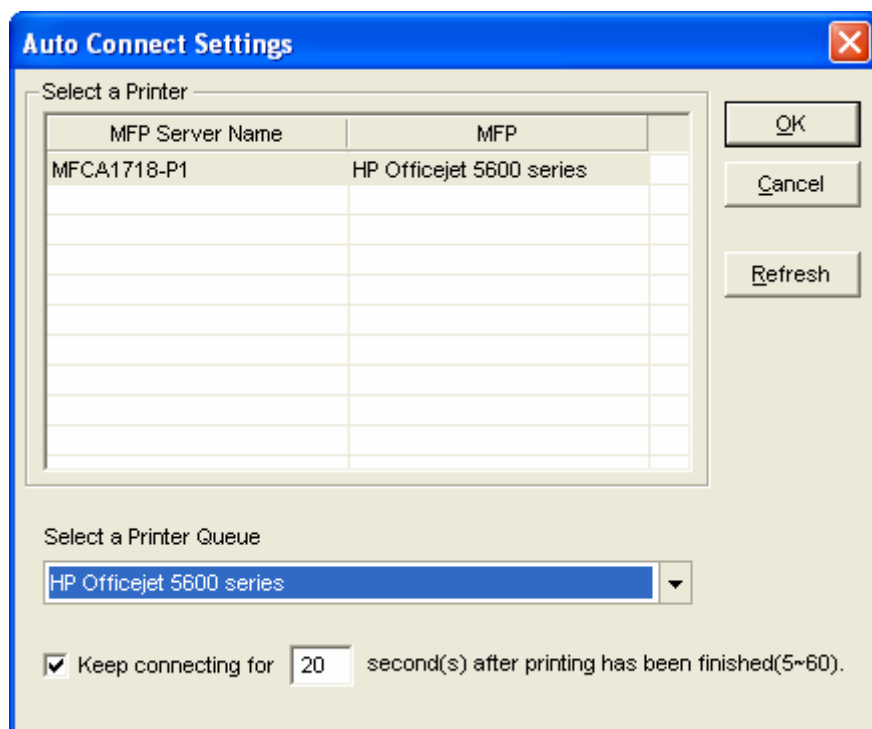 Auto Connect Settings
Select a Printer
MFP Server Name MFP
MFCA1718-P1 HP Officejet 5600 series
OK
Cancel
Refresh
Select a Printer Queue
HP Officejet 5600 series
Keep connecting for 20 second(s) after printing has been finished(5~60).